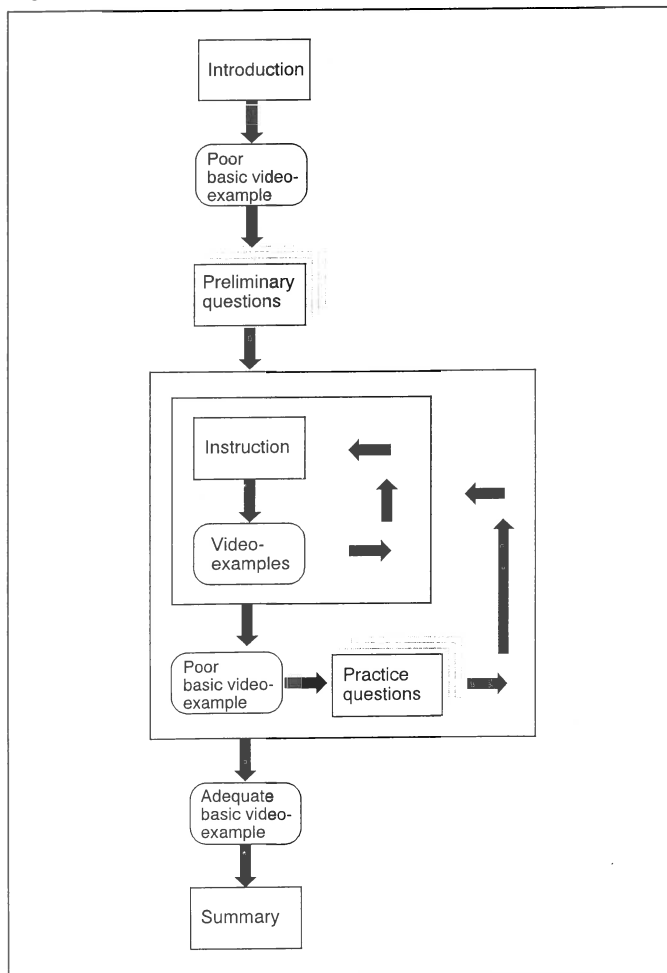 Introduction
Poor
basic video-
example
Preliminary
questions
Instruction
Video-
examples
Poor
basic video-
example
Practice
questions
Adequate
basic video-
example
Summary